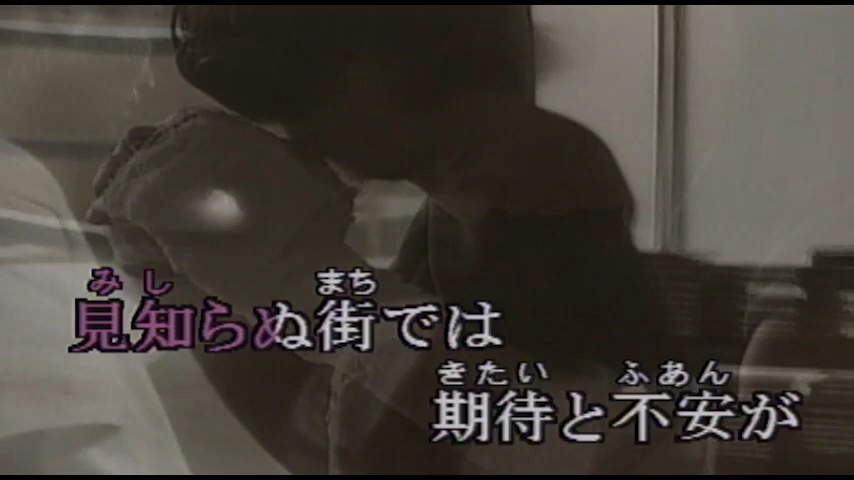 みし まち
見知らぬ街では
きたい ふあん
期待と不安が